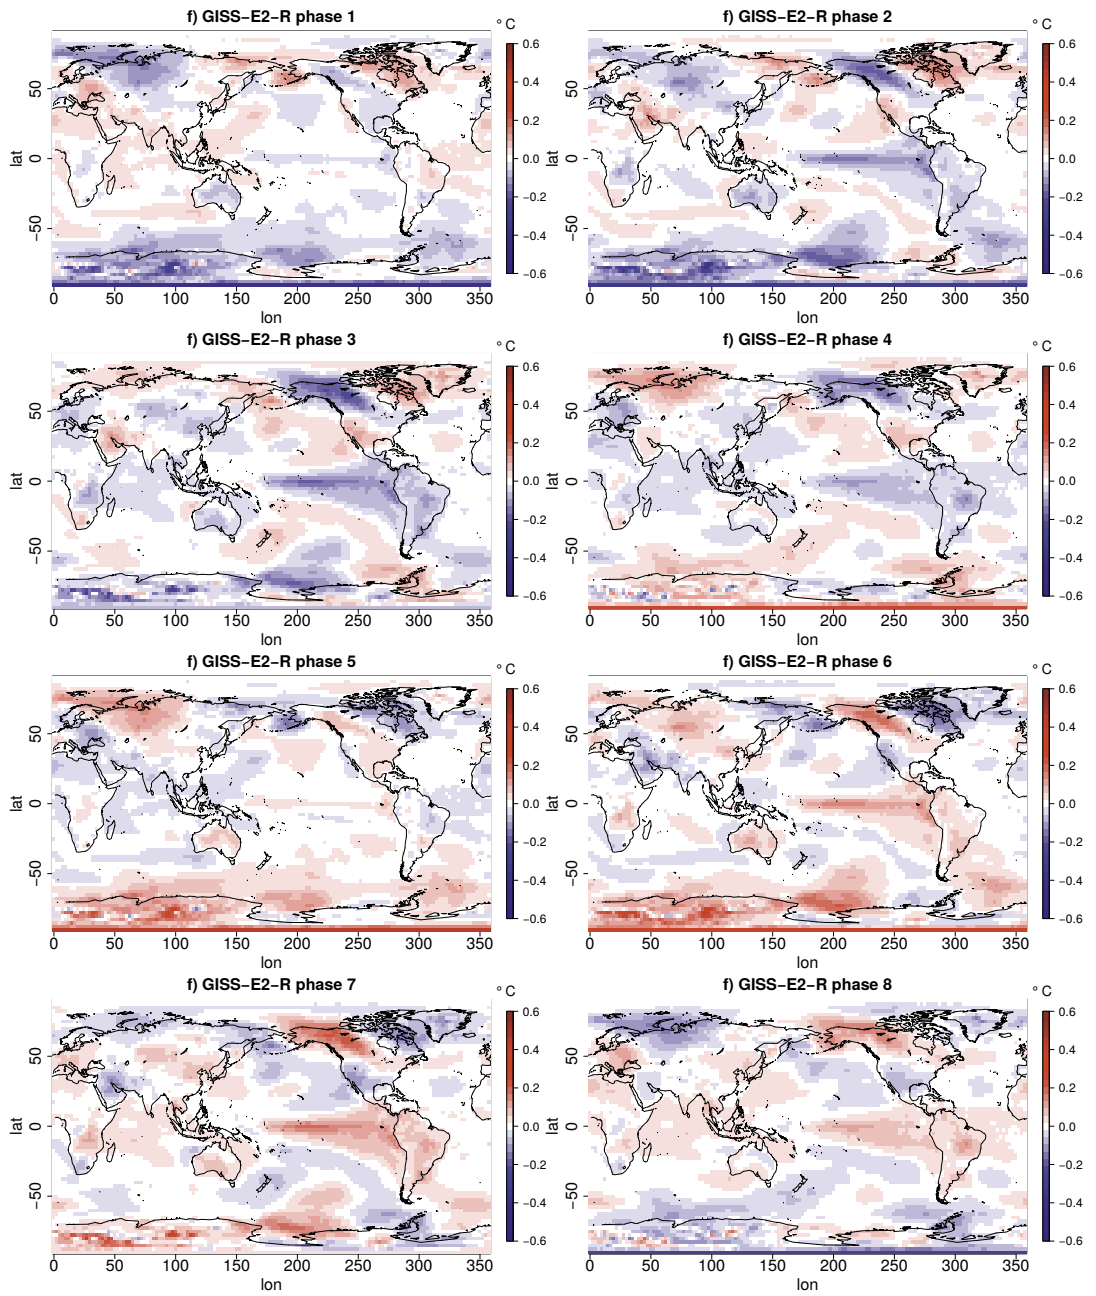 f) GISS−E2−R phase 1
° C
lat
50
0
−50
0 50 100 150 200 250 300 350
lon
0.6
0.4
0.2
0.0
−0.2
−0.4
−0.6
f) GISS−E2−R phase 2
° C
lat
50
0
−50
0 50 100 150 200 250 300 350
lon
0.6
0.4
0.2
0.0
−0.2
−0.4
−0.6
f) GISS−E2−R phase 3
° C
lat
50
0
−50
0 50 100 150 200 250 300 350
lon
0.6
0.4
0.2
0.0
−0.2
−0.4
−0.6
f) GISS−E2−R phase 4
° C
lat
50
0
−50
0 50 100 150 200 250 300 350
lon
0.6
0.4
0.2
0.0
−0.2
−0.4
−0.6
f) GISS−E2−R phase 5
° C
lat
50
0
−50
0 50 100 150 200 250 300 350
lon
0.6
0.4
0.2
0.0
−0.2
−0.4
−0.6
f) GISS−E2−R phase 6
° C
lat
50
0
−50
0 50 100 150 200 250 300 350
lon
0.6
0.4
0.2
0.0
−0.2
−0.4
−0.6
f) GISS−E2−R phase 7
° C
lat
50
0
−50
0 50 100 150 200 250 300 350
lon
0.6
0.4
0.2
0.0
−0.2
−0.4
−0.6
f) GISS−E2−R phase 8
° C
lat
50
0
−50
0 50 100 150 200 250 300 350
lon
0.6
0.4
0.2
0.0
−0.2
−0.4
−0.6